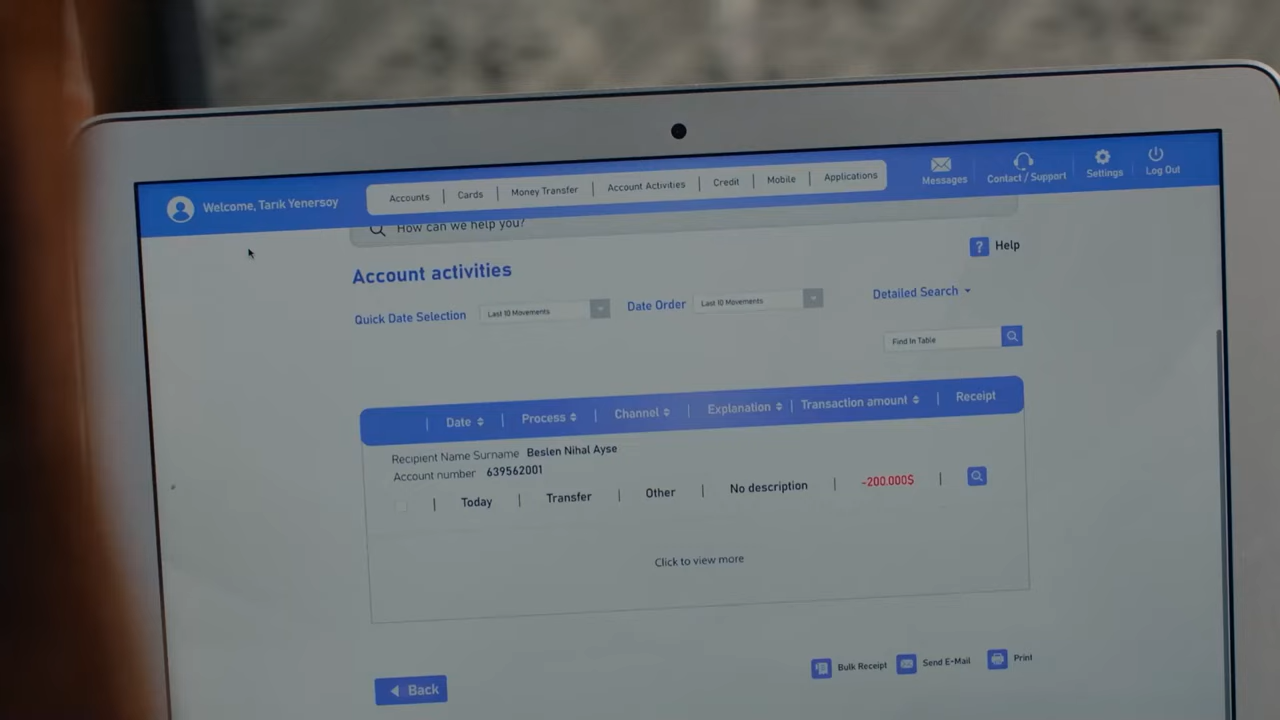 Welcome, Tarik Yenersoy
Accounts | Cards | Money Transfer | Account Activities | Credit | Mobile | Applications
Messages
Contact / Support
Settings
Log Out
How can we help you?
? Help
Account activities
Quick Date Selection
Last 10 Movements
Date Order
Last 10 Movements
Detailed Search
Find In Table
| Date | Process | Channel | Explanation | Transaction amount | Receipt
Recipient Name Surname Beslen Nihal Ayse
Account number 639562001
| Today | Transfer | Other | No description | -200.000$ |
Click to view more
Back
Bulk Receipt
Send E-Mail
Print